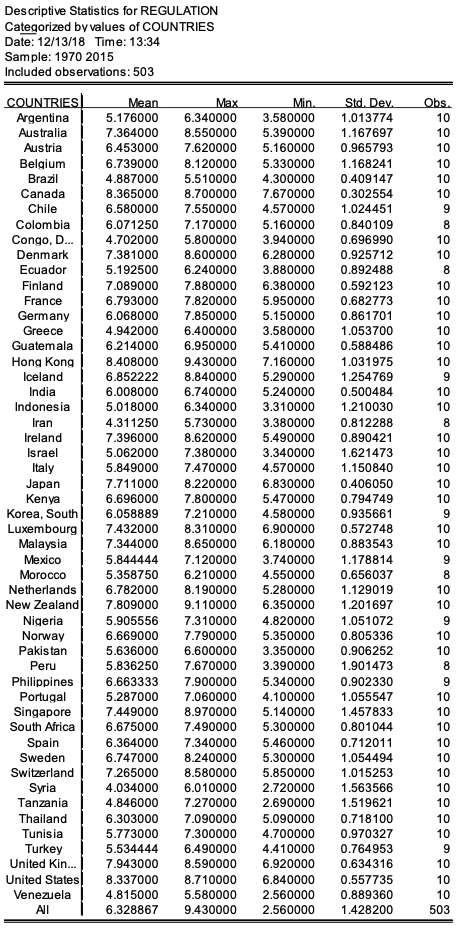 Descriptive Statistics for REGULATION
Categorized by values of COUNTRIES
Date: 12/13/18 Time: 13:34
Sample: 1970 2015
Included observations: 503
COUNTRIES Mean Max Min. Std. Dev. Obs.
Argentina 5.176000 6.340000 3.580000 1.013774 10
Australia 7.364000 8.550000 5.390000 1.167697 10
Austria 6.453000 7.620000 5.160000 0.965793 10
Belgium 6.739000 8.120000 5.330000 1.168241 10
Brazil 4.887000 5.510000 4.300000 0.409147 10
Canada 8.365000 8.700000 7.670000 0.302554 10
Chile 6.580000 7.550000 4.570000 1.024451 9
Colombia 6.071250 7.170000 5.160000 0.840109 8
Congo, D... 4.702000 5.800000 3.940000 0.696990 10
Denmark 7.381000 8.600000 6.280000 0.925712 10
Ecuador 5.192500 6.240000 3.880000 0.892488 8
Finland 7.089000 7.880000 6.380000 0.592123 10
France 6.793000 7.820000 5.950000 0.682773 10
Germany 6.068000 7.850000 5.150000 0.861701 10
Greece 4.942000 6.400000 3.580000 1.053700 10
Guatemala 6.214000 6.950000 5.410000 0.588486 10
Hong Kong 8.408000 9.430000 7.160000 1.031975 10
Iceland 6.852222 8.840000 5.290000 1.254769 9
India 6.008000 6.740000 5.240000 0.500484 10
Indonesia 5.018000 6.340000 3.310000 1.210030 10
Iran 4.311250 5.730000 3.380000 0.812288 8
Ireland 7.396000 8.620000 5.490000 0.890421 10
Israel 5.062000 7.380000 3.340000 1.621473 10
Italy 5.849000 7.470000 4.570000 1.150840 10
Japan 7.711000 8.220000 6.830000 0.406050 10
Kenya 6.696000 7.800000 5.470000 0.794749 10
Korea, South 6.058889 7.210000 4.580000 0.935661 9
Luxembourg 7.432000 8.310000 6.900000 0.572748 10
Malaysia 7.344000 8.650000 6.180000 0.883543 10
Mexico 5.844444 7.120000 3.740000 1.178814 9
Morocco 5.358750 6.210000 4.550000 0.656037 8
Netherlands 6.782000 8.190000 5.280000 1.129019 10
New Zealand 7.809000 9.110000 6.350000 1.201697 10
Nigeria 5.905556 7.310000 4.820000 1.051072 9
Norway 6.669000 7.790000 5.350000 0.805336 10
Pakistan 5.636000 6.600000 3.350000 0.906252 10
Peru 5.836250 7.670000 3.390000 1.901473 8
Philippines 6.663333 7.900000 5.340000 0.902330 9
Portugal 5.287000 7.060000 4.100000 1.055547 10
Singapore 7.449000 8.970000 5.140000 1.457833 10
South Africa 6.675000 7.490000 5.300000 0.801044 10
Spain 6.364000 7.340000 5.460000 0.712011 10
Sweden 6.747000 8.240000 5.300000 1.054494 10
Switzerland 7.265000 8.580000 5.850000 1.015253 10
Syria 4.034000 6.010000 2.720000 1.563566 10
Tanzania 4.846000 7.270000 2.690000 1.519621 10
Thailand 6.303000 7.090000 5.090000 0.718100 10
Tunisia 5.773000 7.300000 4.700000 0.970327 10
Turkey 5.534444 6.490000 4.410000 0.764953 9
United Kin... 7.943000 8.590000 6.920000 0.634316 10
United States 8.337000 8.710000 6.840000 0.557735 10
Venezuela 4.815000 5.580000 2.560000 0.889360 10
All 6.328867 9.430000 2.560000 1.428200 503